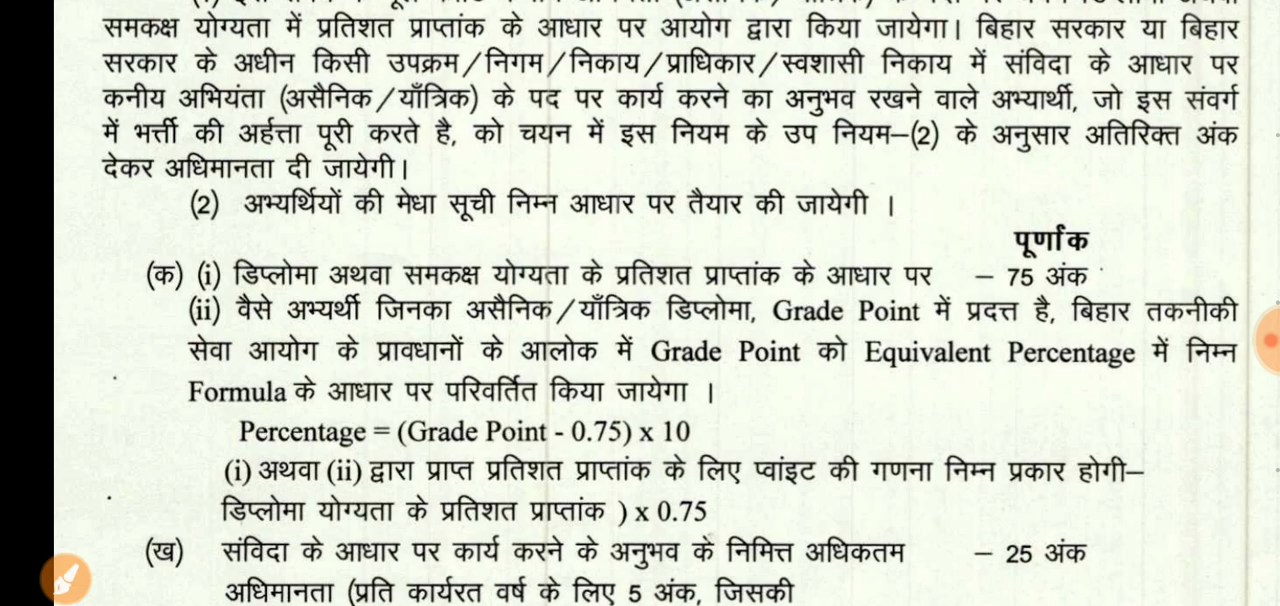 समकक्ष योग्यता में प्रतिशत प्राप्तांक के आधार पर आयोग द्वारा किया जायेगा। बिहार सरकार या बिहार
सरकार के अधीन किसी उपक्रम/निगम/निकाय/प्राधिकार/स्वशासी निकाय में संविदा के आधार पर
कनीय अभियंता (असैनिक/याँत्रिक) के पद पर कार्य करने का अनुभव रखने वाले अभ्यार्थी, जो इस संवर्ग
में भर्त्ती की अर्हत्ता पूरी करते है, को चयन में इस नियम के उप नियम–(2) के अनुसार अतिरिक्त अंक
देकर अधिमानता दी जायेगी।
(2) अभ्यर्थियों की मेधा सूची निम्न आधार पर तैयार की जायेगी ।
पूर्णांक
(क) (i) डिप्लोमा अथवा समकक्ष योग्यता के प्रतिशत प्राप्तांक के आधार पर – 75 अंक
(ii) वैसे अभ्यर्थी जिनका असैनिक/याँत्रिक डिप्लोमा, Grade Point में प्रदत्त है, बिहार तकनीकी
सेवा आयोग के प्रावधानों के आलोक में Grade Point को Equivalent Percentage में निम्न
Formula के आधार पर परिवर्तित किया जायेगा ।
Percentage = (Grade Point - 0.75) x 10
(i) अथवा (ii) द्वारा प्राप्त प्रतिशत प्राप्तांक के लिए प्वांइट की गणना निम्न प्रकार होगी–
डिप्लोमा योग्यता के प्रतिशत प्राप्तांक ) x 0.75
(ख) संविदा के आधार पर कार्य करने के अनुभव के निमित्त अधिकतम – 25 अंक
अधिमानता (प्रति कार्यरत वर्ष के लिए 5 अंक, जिसकी